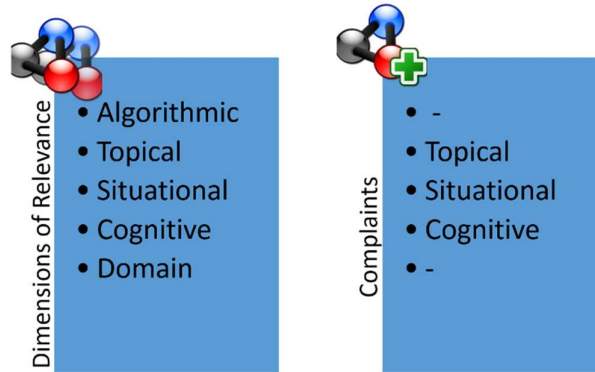 Dimensions of Relevance
• Algorithmic
• Topical
• Situational
• Cognitive
• Domain
Complaints
• -
• Topical
• Situational
• Cognitive
• -